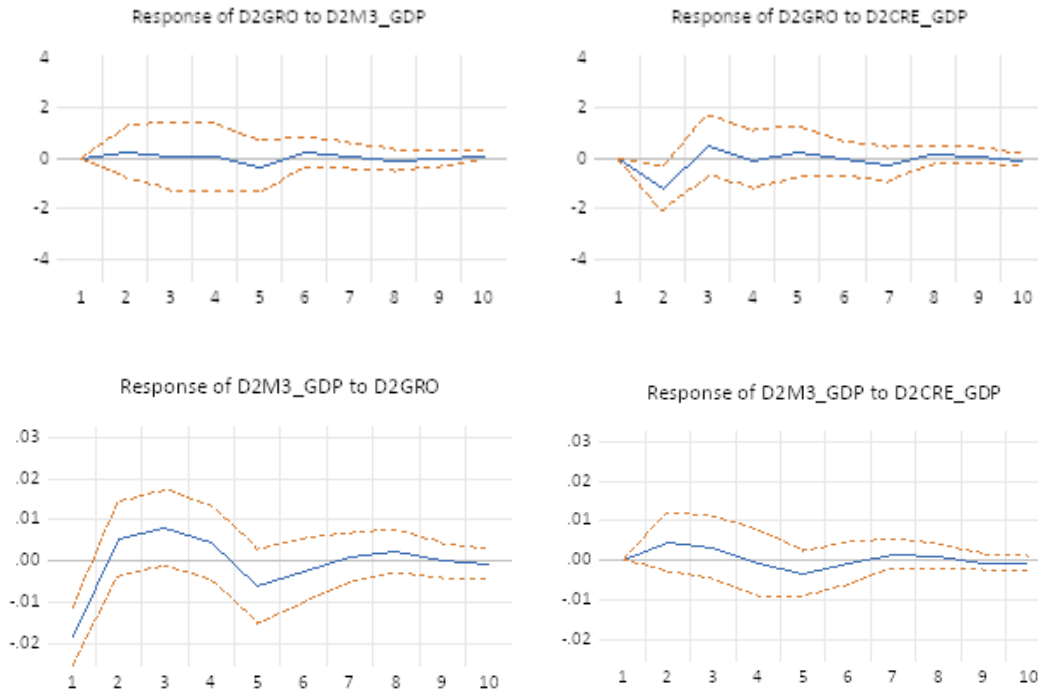 Response of D2GRO to D2M3_GDP
4
2
0
-2
-4
1 2 3 4 5 6 7 8 9 10
Response of D2GRO to D2CRE_GDP
4
2
0
-2
-4
1 2 3 4 5 6 7 8 9 10
Response of D2M3_GDP to D2GRO
.03
.02
.01
.00
-.01
-.02
1 2 3 4 5 6 7 8 9 10
Response of D2M3_GDP to D2CRE_GDP
.03
.02
.01
.00
-.01
-.02
1 2 3 4 5 6 7 8 9 10